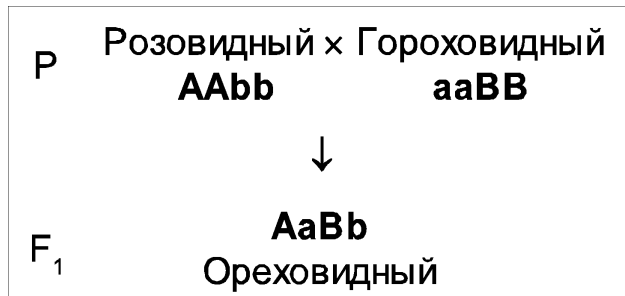 P Розовидный × Гороховидный
AAbb aaBB
↓
AaBb
F₁ Ореховидный